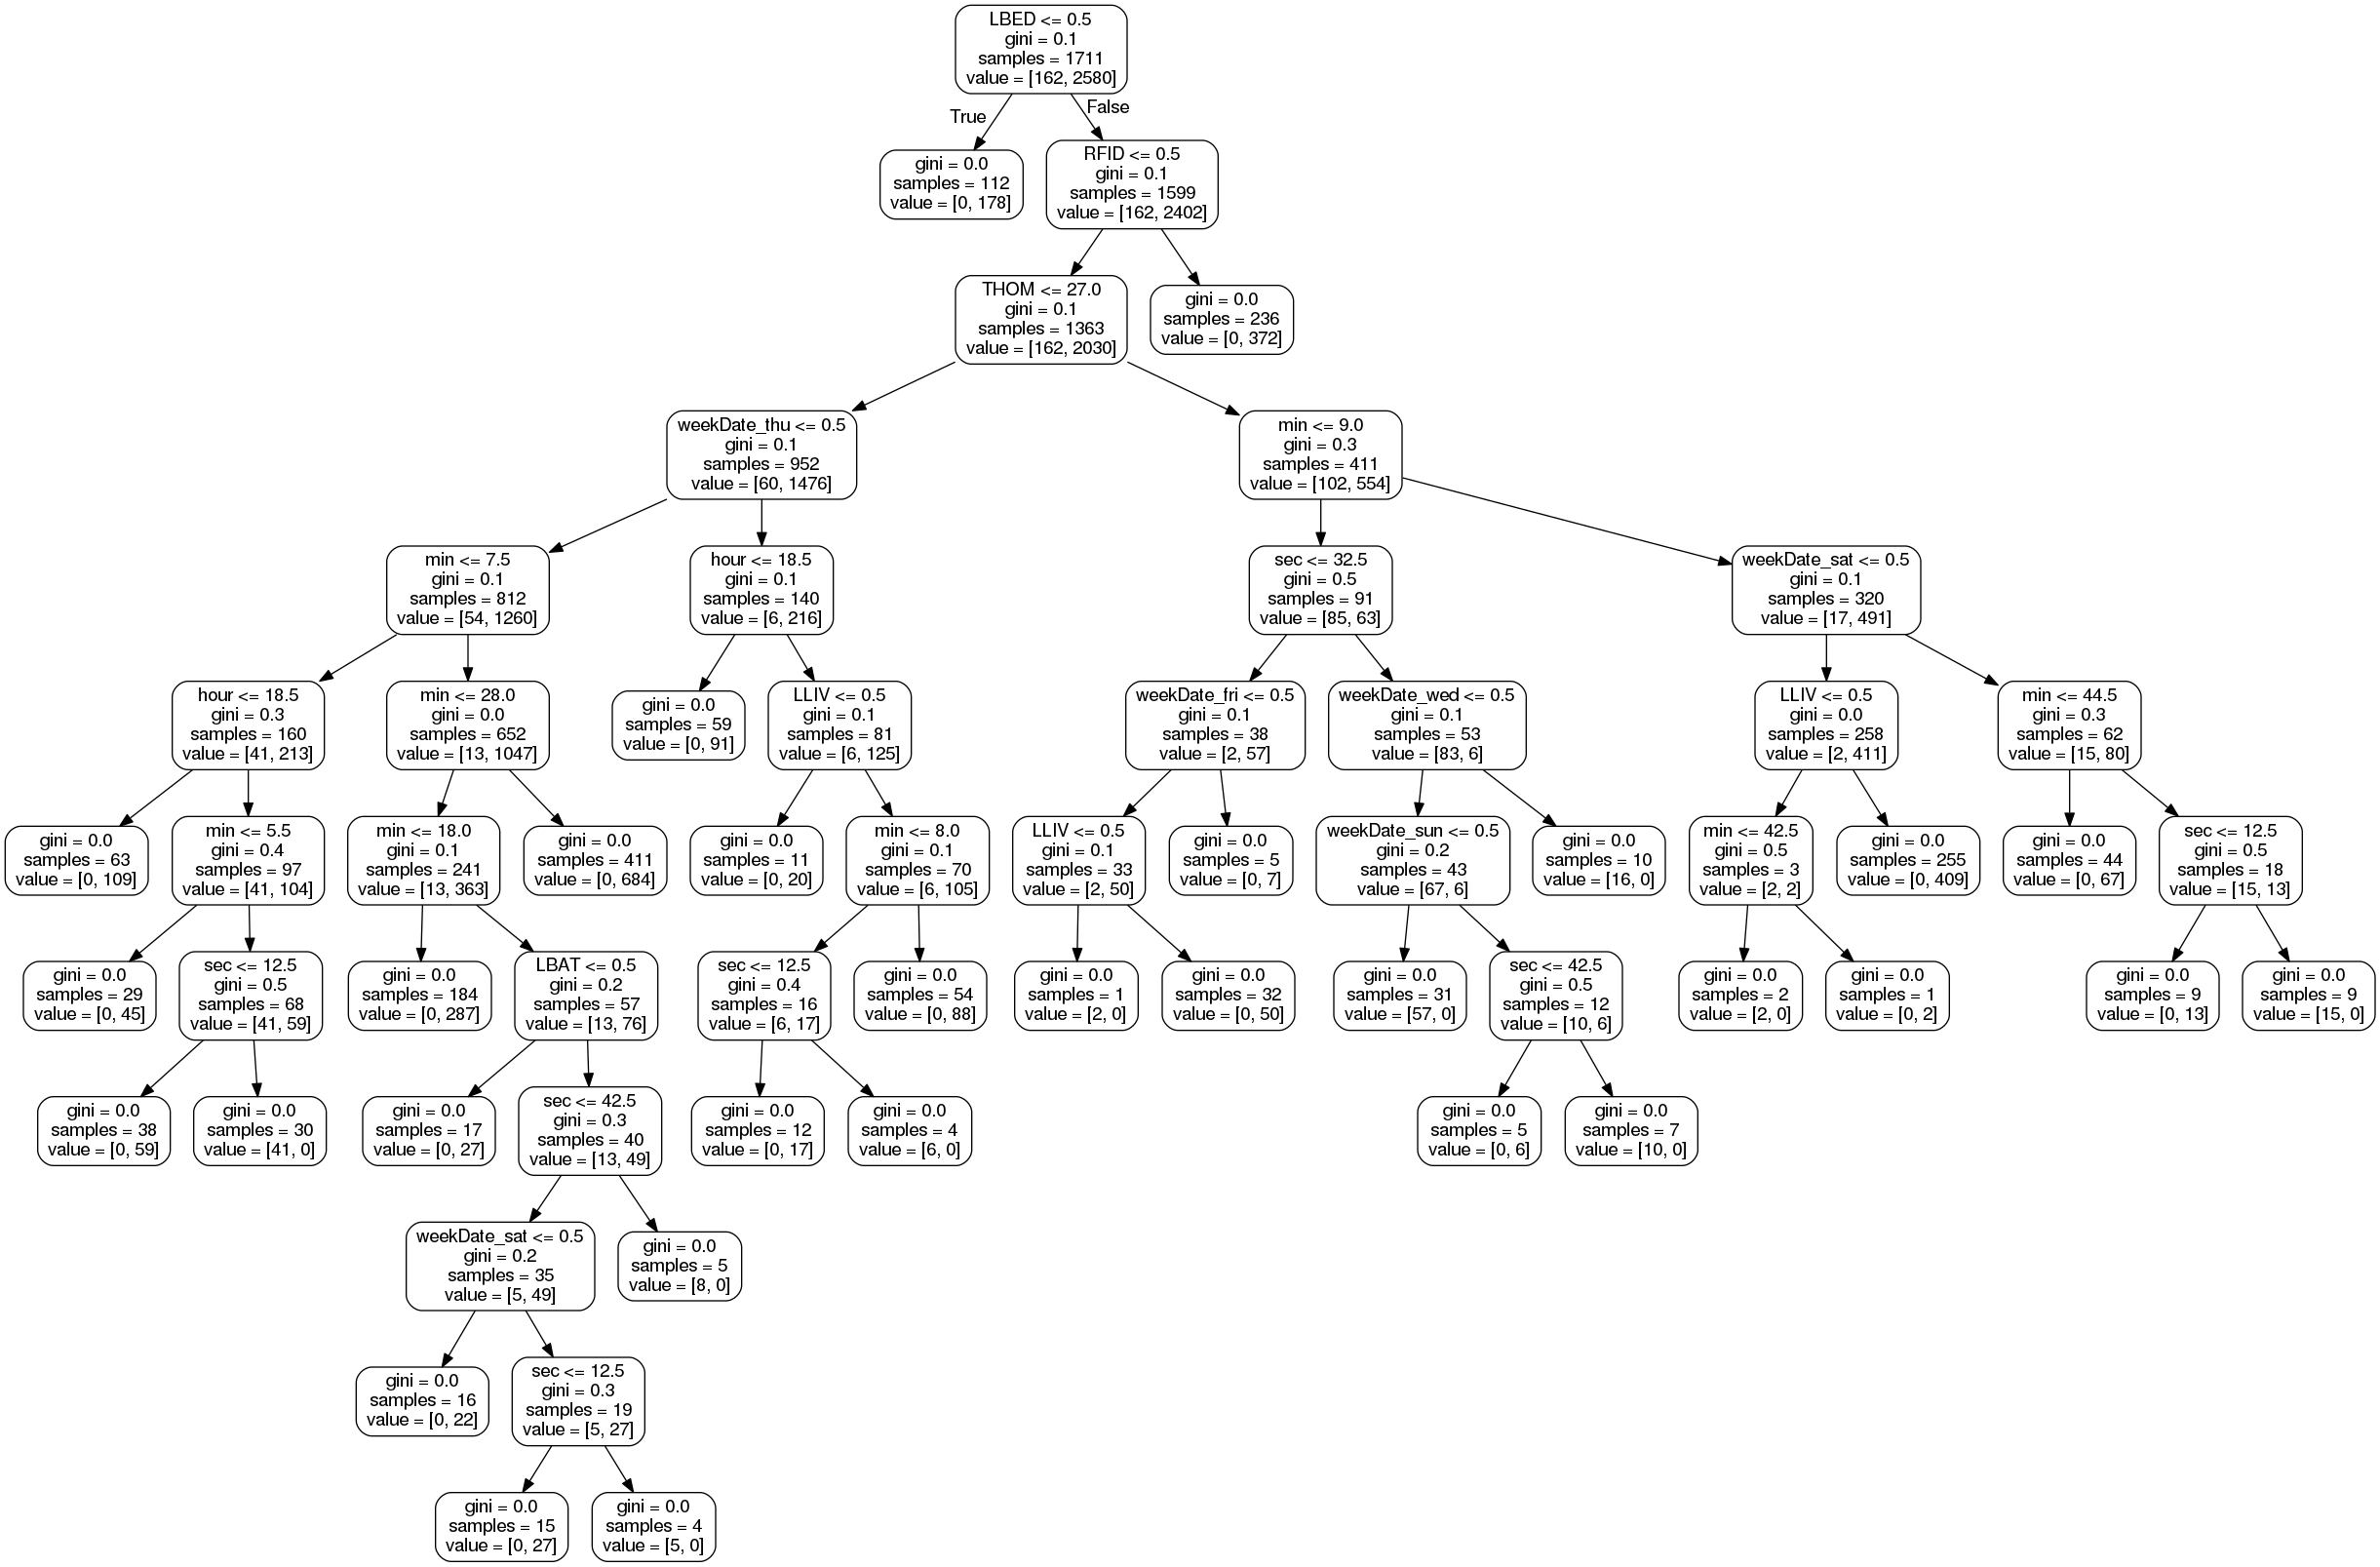 LBED <= 0.5
gini = 0.1
samples = 1711
value = [162, 2580]
True
False
gini = 0.0
samples = 112
value = [0, 178]
RFID <= 0.5
gini = 0.1
samples = 1599
value = [162, 2402]
THOM <= 27.0
gini = 0.1
samples = 1363
value = [162, 2030]
gini = 0.0
samples = 236
value = [0, 372]
weekDate_thu <= 0.5
gini = 0.1
samples = 952
value = [60, 1476]
min <= 9.0
gini = 0.3
samples = 411
value = [102, 554]
min <= 7.5
gini = 0.1
samples = 812
value = [54, 1260]
hour <= 18.5
gini = 0.1
samples = 140
value = [6, 216]
sec <= 32.5
gini = 0.5
samples = 91
value = [85, 63]
weekDate_sat <= 0.5
gini = 0.1
samples = 320
value = [17, 491]
hour <= 18.5
gini = 0.3
samples = 160
value = [41, 213]
min <= 28.0
gini = 0.0
samples = 652
value = [13, 1047]
gini = 0.0
samples = 59
value = [0, 91]
LLIV <= 0.5
gini = 0.1
samples = 81
value = [6, 125]
weekDate_fri <= 0.5
gini = 0.1
samples = 38
value = [2, 57]
weekDate_wed <= 0.5
gini = 0.1
samples = 53
value = [83, 6]
LLIV <= 0.5
gini = 0.0
samples = 258
value = [2, 411]
min <= 44.5
gini = 0.3
samples = 62
value = [15, 80]
gini = 0.0
samples = 63
value = [0, 109]
min <= 5.5
gini = 0.4
samples = 97
value = [41, 104]
min <= 18.0
gini = 0.1
samples = 241
value = [13, 363]
gini = 0.0
samples = 411
value = [0, 684]
gini = 0.0
samples = 11
value = [0, 20]
min <= 8.0
gini = 0.1
samples = 70
value = [6, 105]
LLIV <= 0.5
gini = 0.1
samples = 33
value = [2, 50]
gini = 0.0
samples = 5
value = [0, 7]
weekDate_sun <= 0.5
gini = 0.2
samples = 43
value = [67, 6]
gini = 0.0
samples = 10
value = [16, 0]
min <= 42.5
gini = 0.5
samples = 3
value = [2, 2]
gini = 0.0
samples = 255
value = [0, 409]
gini = 0.0
samples = 44
value = [0, 67]
sec <= 12.5
gini = 0.5
samples = 18
value = [15, 13]
gini = 0.0
samples = 29
value = [0, 45]
sec <= 12.5
gini = 0.5
samples = 68
value = [41, 59]
gini = 0.0
samples = 184
value = [0, 287]
LBAT <= 0.5
gini = 0.2
samples = 57
value = [13, 76]
sec <= 12.5
gini = 0.4
samples = 16
value = [6, 17]
gini = 0.0
samples = 54
value = [0, 88]
gini = 0.0
samples = 1
value = [2, 0]
gini = 0.0
samples = 32
value = [0, 50]
gini = 0.0
samples = 31
value = [57, 0]
sec <= 42.5
gini = 0.5
samples = 12
value = [10, 6]
gini = 0.0
samples = 2
value = [2, 0]
gini = 0.0
samples = 1
value = [0, 2]
gini = 0.0
samples = 9
value = [0, 13]
gini = 0.0
samples = 9
value = [15, 0]
gini = 0.0
samples = 38
value = [0, 59]
gini = 0.0
samples = 30
value = [41, 0]
gini = 0.0
samples = 17
value = [0, 27]
sec <= 42.5
gini = 0.3
samples = 40
value = [13, 49]
gini = 0.0
samples = 12
value = [0, 17]
gini = 0.0
samples = 4
value = [6, 0]
gini = 0.0
samples = 5
value = [0, 6]
gini = 0.0
samples = 7
value = [10, 0]
weekDate_sat <= 0.5
gini = 0.2
samples = 35
value = [5, 49]
gini = 0.0
samples = 5
value = [8, 0]
gini = 0.0
samples = 16
value = [0, 22]
sec <= 12.5
gini = 0.3
samples = 19
value = [5, 27]
gini = 0.0
samples = 15
value = [0, 27]
gini = 0.0
samples = 4
value = [5, 0]